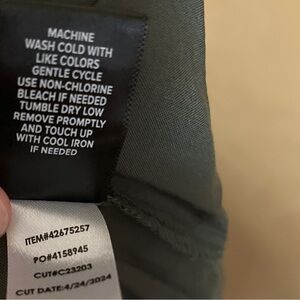 MACHINE
WASH COLD WITH
LIKE COLORS
GENTLE CYCLE
USE NON-CHLORINE
BLEACH IF NEEDED
TUMBLE DRY LOW
REMOVE PROMPTLY
AND TOUCH UP
WITH COOL IRON
IF NEEDED
ITEM#42675257
PO#4158945
CUT#C23203
CUT DATE:4/24/2024